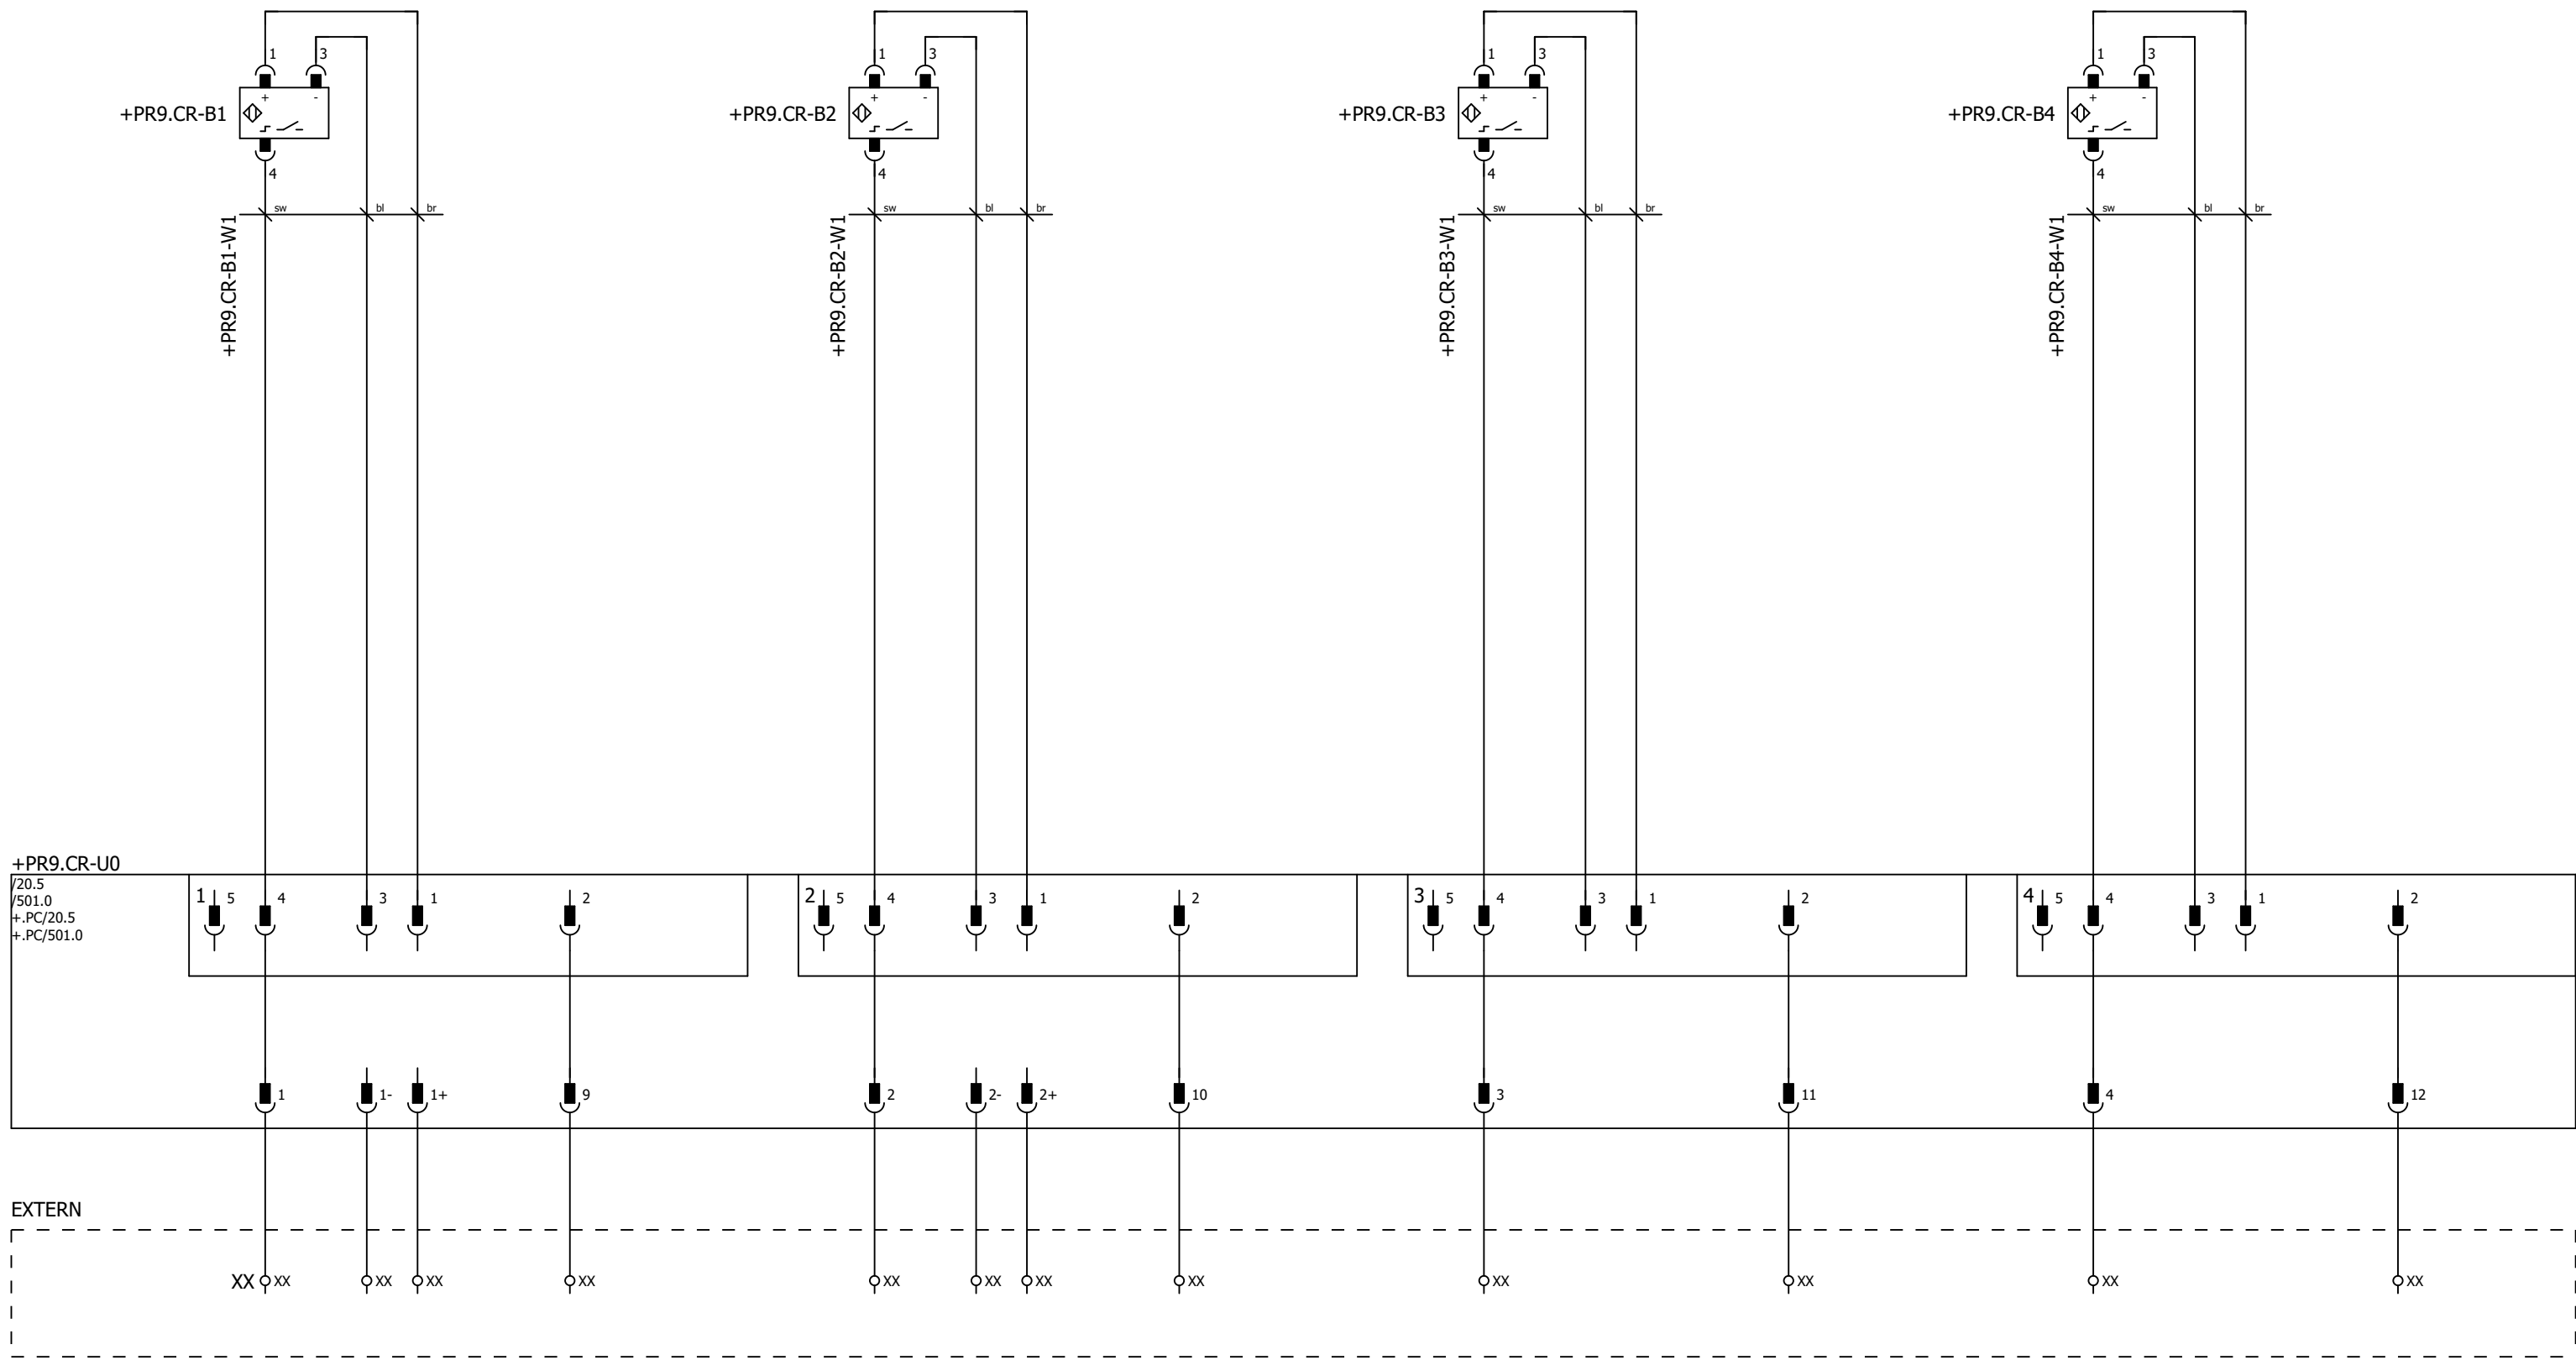 1 3 1 3 1 3 1 3
+PR9.CR-B1 + - +PR9.CR-B2 + - +PR9.CR-B3 + - +PR9.CR-B4 + -
4 4 4 4
sw bl br sw bl br sw bl br sw bl br
+PR9.CR-B1-W1
+PR9.CR-B2-W1
+PR9.CR-B3-W1
+PR9.CR-B4-W1
+PR9.CR-U0
/20.5
/501.0
+.PC/20.5
+.PC/501.0
1 5 4 3 1 2 2 5 4 3 1 2 3 5 4 3 1 2 4 5 4 3 1 2
1 1- 1+ 9 2 2- 2+ 10 3 11 4 12
EXTERN
XX XX XX XX XX XX XX XX XX XX XX XX XX